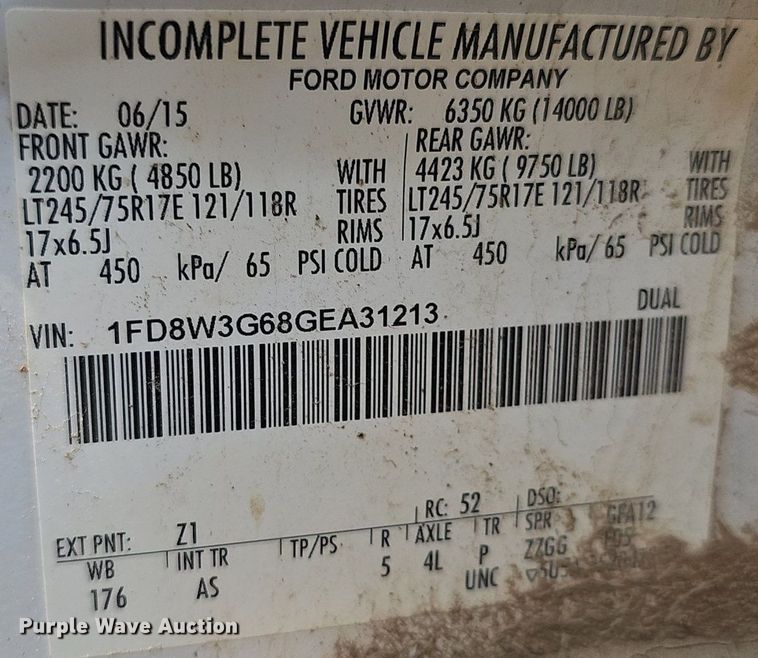 INCOMPLETE VEHICLE MANUFACTURED BY
FORD MOTOR COMPANY
DATE: 06/15 GVWR: 6350 KG (14000 LB)
FRONT GAWR: REAR GAWR:
2200 KG ( 4850 LB) WITH 4423 KG ( 9750 LB) WITH
LT245/75R17E 121/118R TIRES LT245/75R17E 121/118R TIRES
17x6.5J RIMS 17x6.5J RIMS
AT 450 kPa/ 65 PSI COLD AT 450 kPa/ 65 PSI COLD
DUAL
VIN: 1FD8W3G68GEA31213
EXT PNT: Z1 RC: 52 DSO:
WB INT TR TP/PS R AXLE TR SPR GFA12
176 AS 5 4L P ZZGG
UNC
Purple Wave Auction